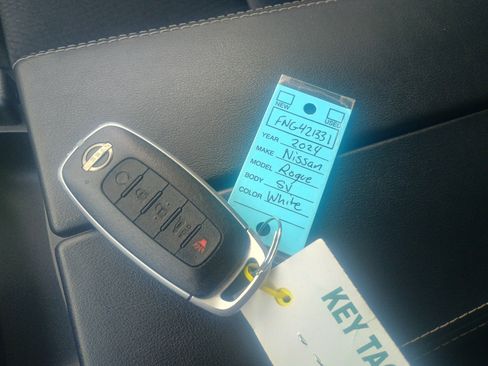 NEW USED
FNG421331
YEAR 2024
MAKE Nissan
MODEL Rogue
BODY SV
COLOR White
KEY TAG